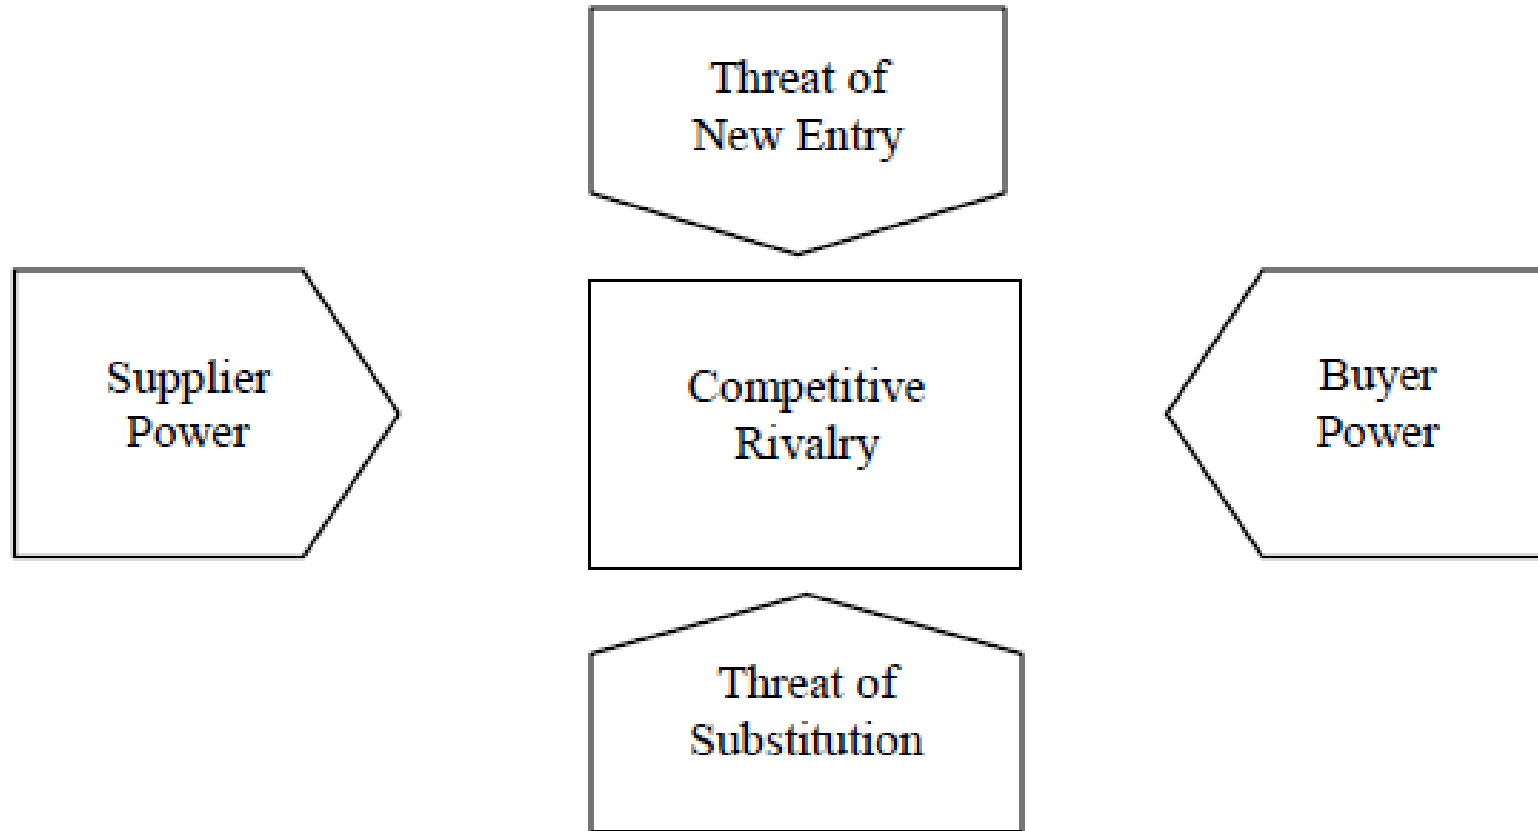 Threat of
New Entry
Supplier
Power
Competitive
Rivalry
Buyer
Power
Threat of
Substitution